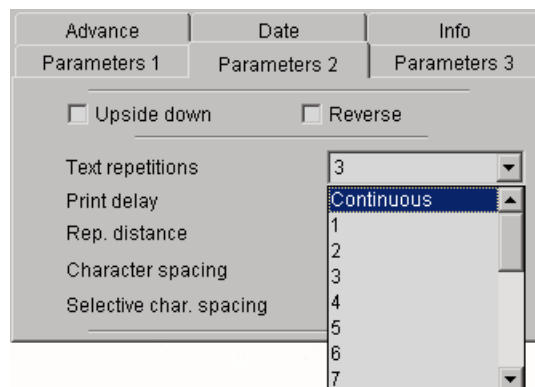 Advance Date Info
Parameters 1 Parameters 2 Parameters 3
Upside down Reverse
Text repetitions 3
Print delay Continuous
Rep. distance 1
2
Character spacing 3
Selective char. spacing 4
5
6
7